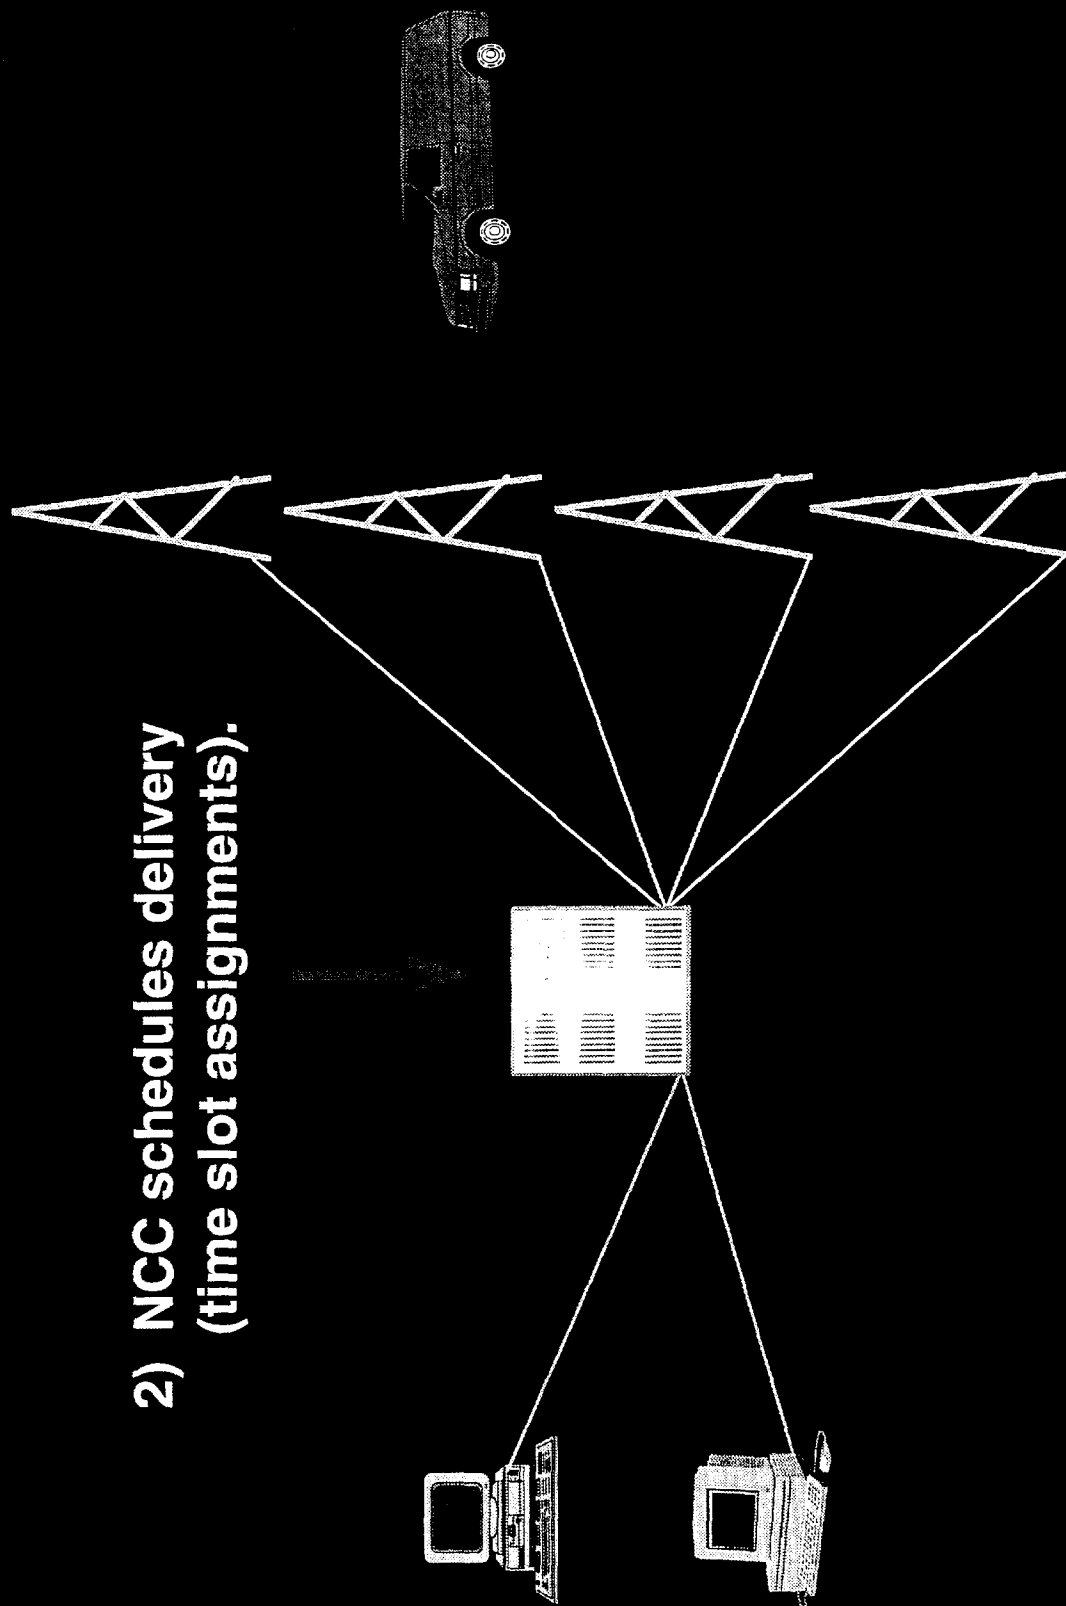 2) NCC schedules delivery
(time slot assignments).